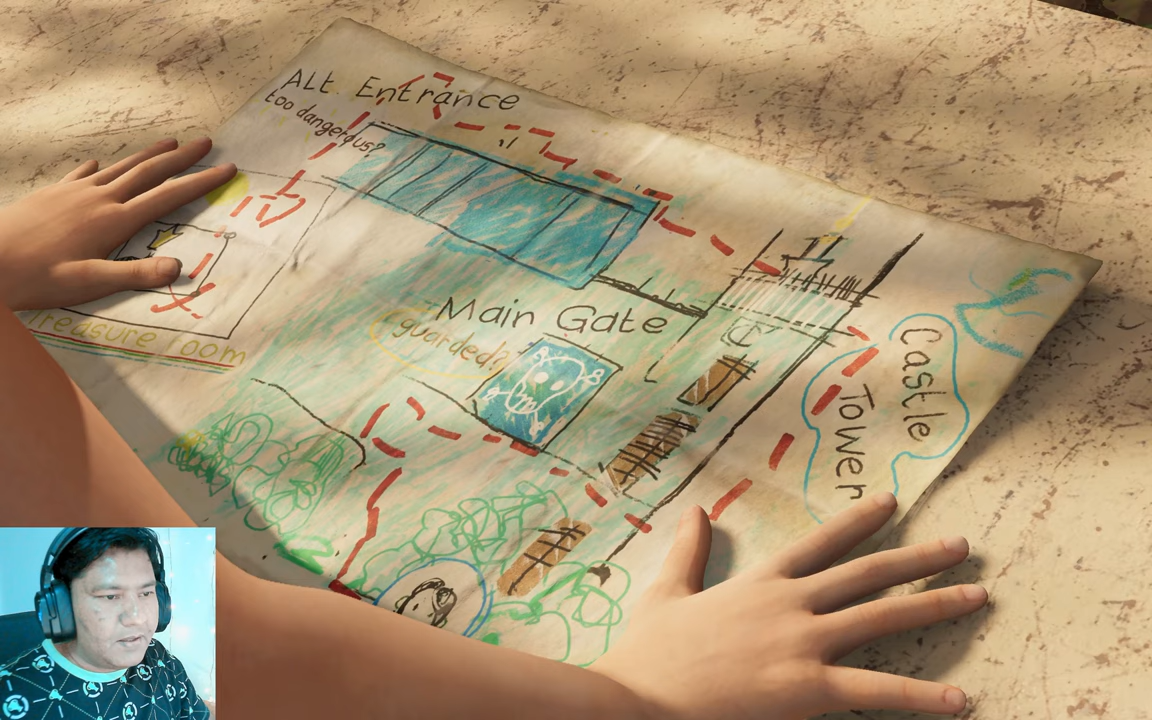 ALt. Entrance
too dangerous?
Main Gate
guarded?
Treasure room
Castle
Tower